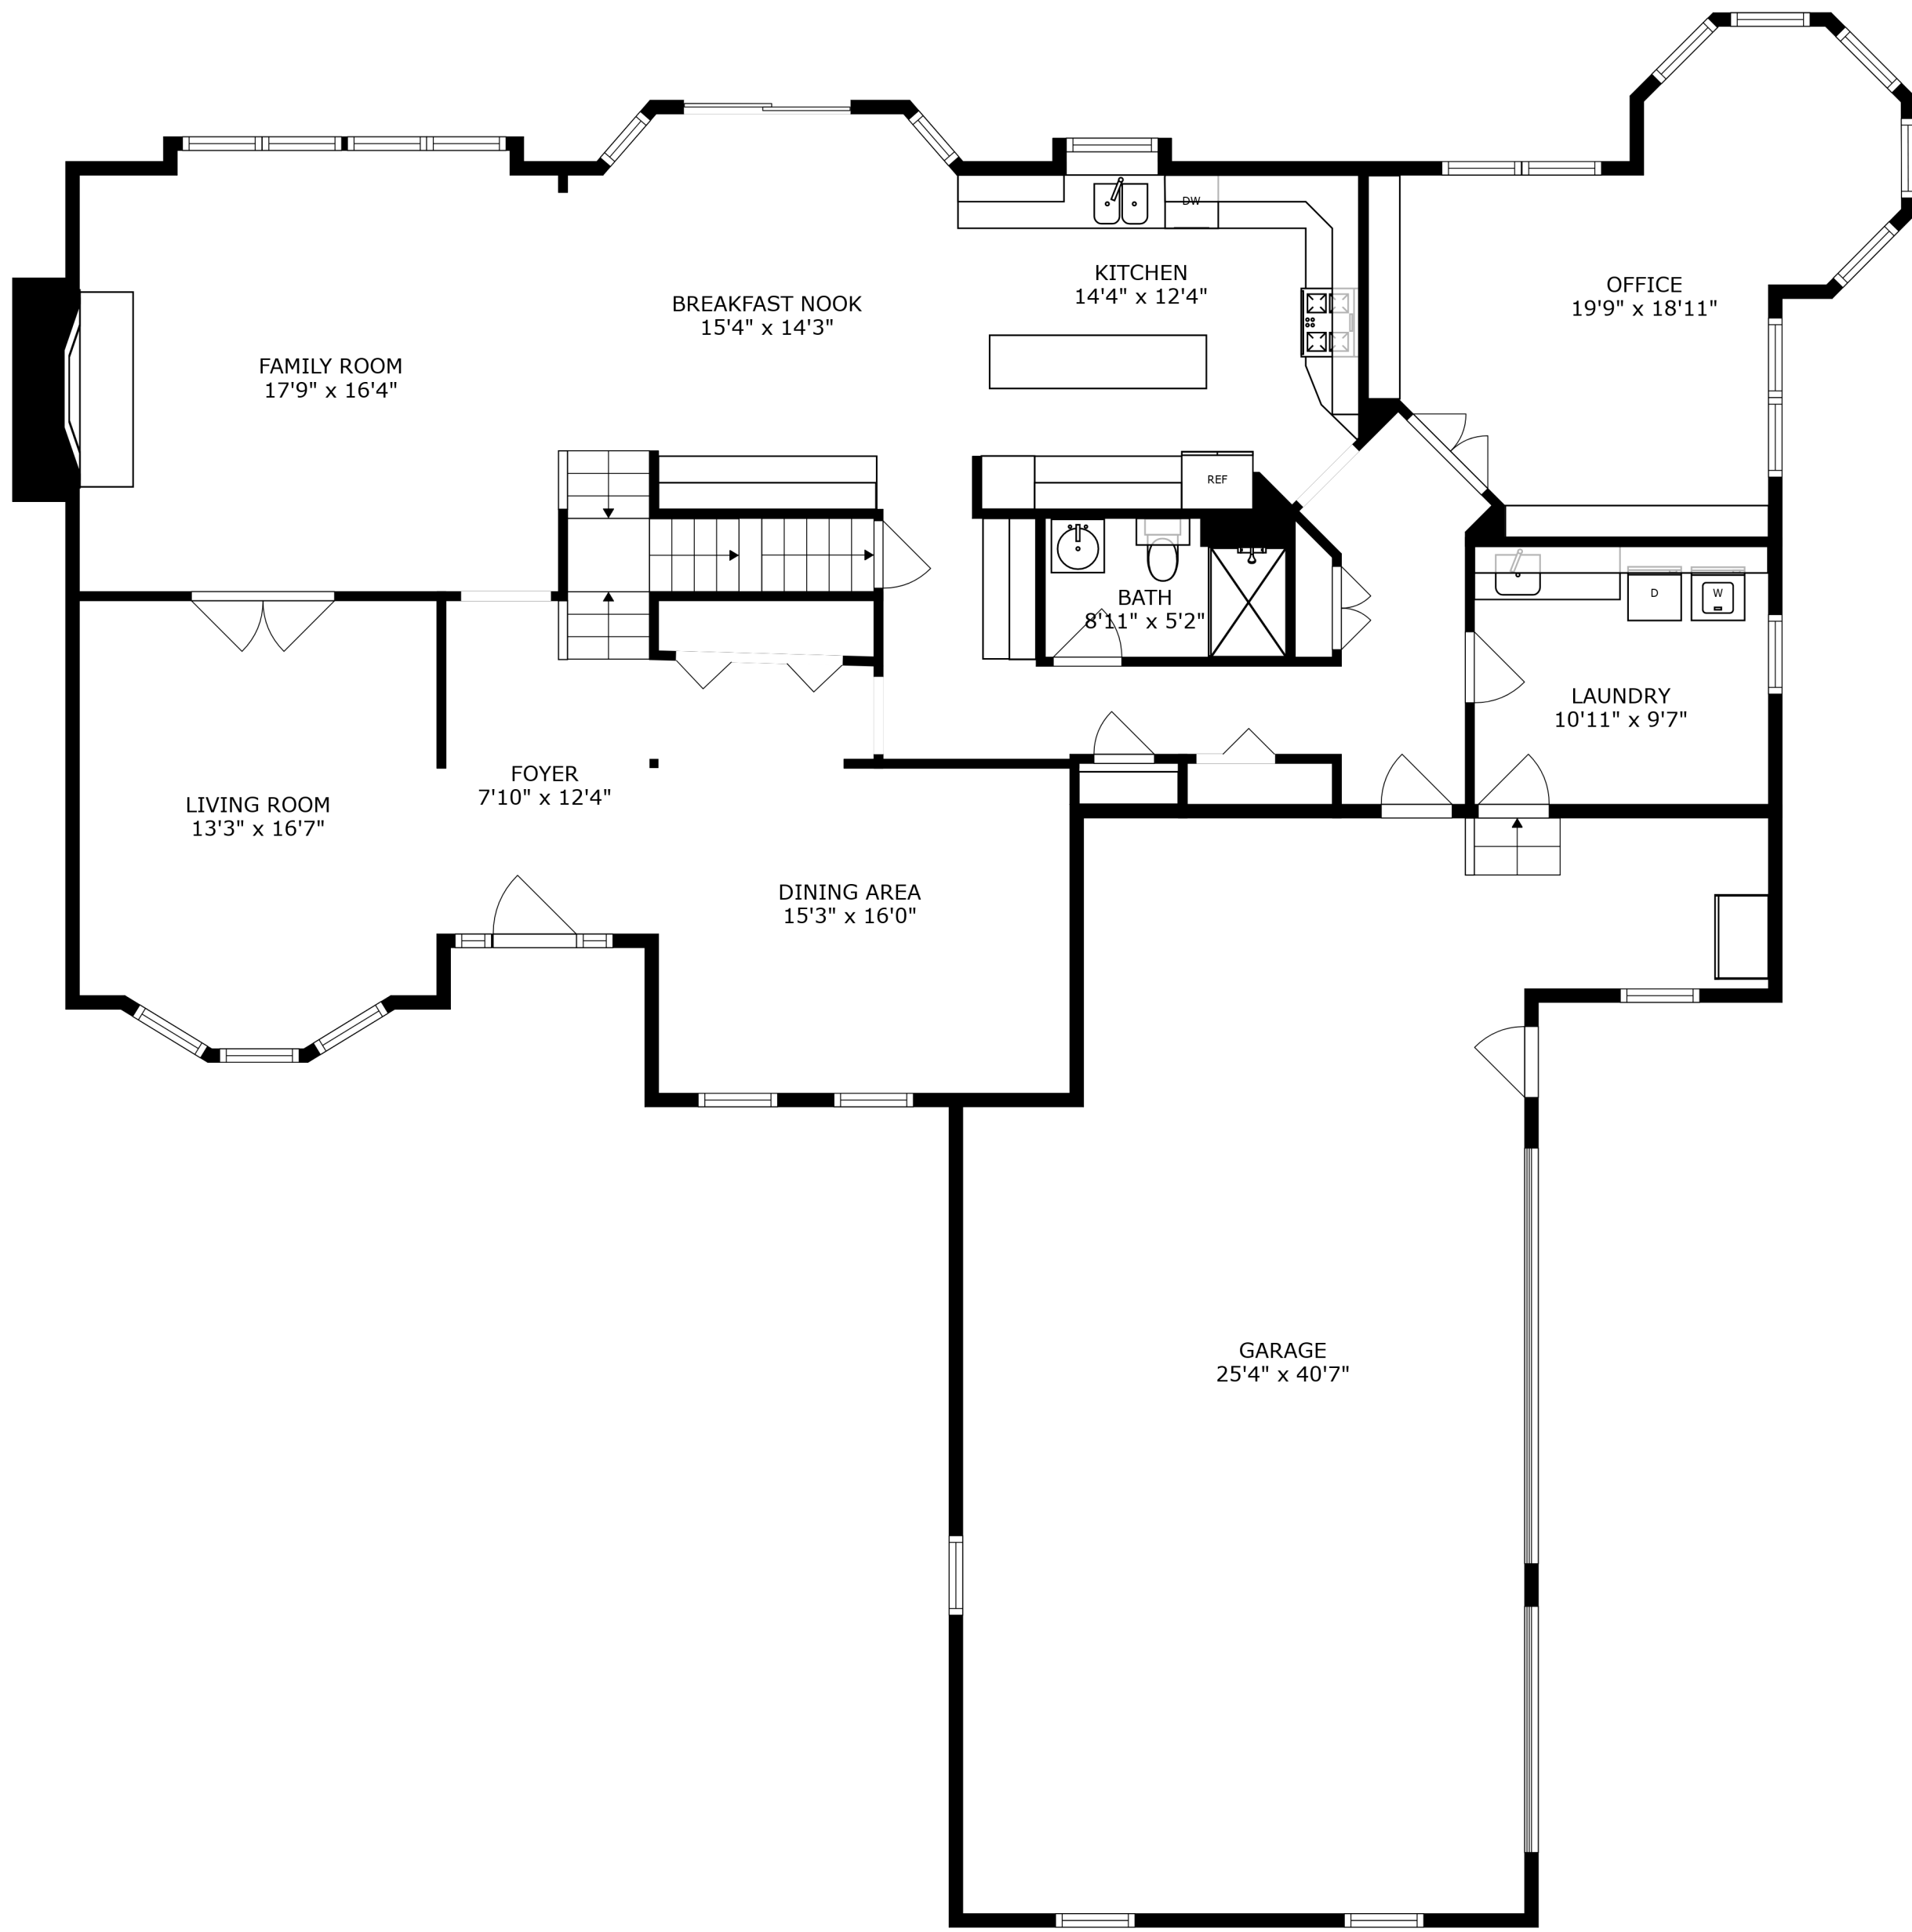 DW
KITCHEN
14'4" x 12'4"
OFFICE
19'9" x 18'11"
BREAKFAST NOOK
15'4" x 14'3"
FAMILY ROOM
17'9" x 16'4"
REF
BATH
8'11" x 5'2"
D
W
LAUNDRY
10'11" x 9'7"
FOYER
7'10" x 12'4"
LIVING ROOM
13'3" x 16'7"
DINING AREA
15'3" x 16'0"
GARAGE
25'4" x 40'7"